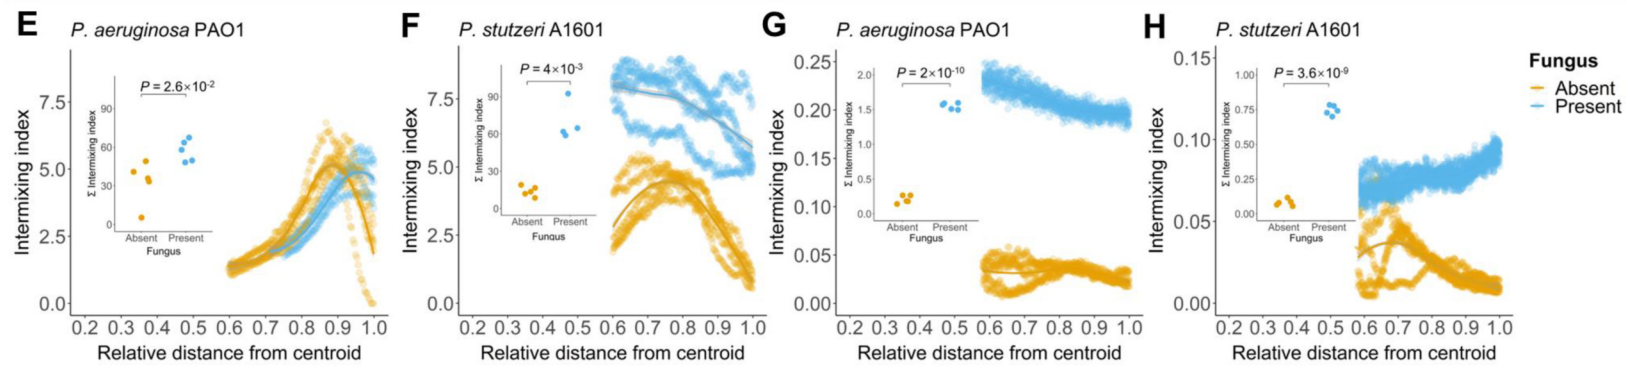 E P. aeruginosa PAO1
Intermixing index
7.5
5.0
2.5
0.0
0.2 0.3 0.4 0.5 0.6 0.7 0.8 0.9 1.0
Relative distance from centroid
P = 2.6×10-2
Σ Intermixing index
90
60
30
0
Absent Present
Fungus
F P. stutzeri A1601
Intermixing index
7.5
5.0
2.5
0.0
0.2 0.3 0.4 0.5 0.6 0.7 0.8 0.9 1.0
Relative distance from centroid
P = 4×10-3
Σ Intermixing index
90
60
30
0
Absent Present
Fungus
G P. aeruginosa PAO1
Intermixing index
0.25
0.20
0.15
0.10
0.05
0.00
0.2 0.3 0.4 0.5 0.6 0.7 0.8 0.9 1.0
Relative distance from centroid
P = 2×10-10
Σ Intermixing index
2.0
1.5
1.0
0.5
0.0
Absent Present
Fungus
H P. stutzeri A1601
Intermixing index
0.15
0.10
0.05
0.00
0.2 0.3 0.4 0.5 0.6 0.7 0.8 0.9 1.0
Relative distance from centroid
P = 3.6×10-9
Σ Intermixing index
1.00
0.75
0.50
0.25
0.00
Absent Present
Fungus
Fungus
Absent
Present